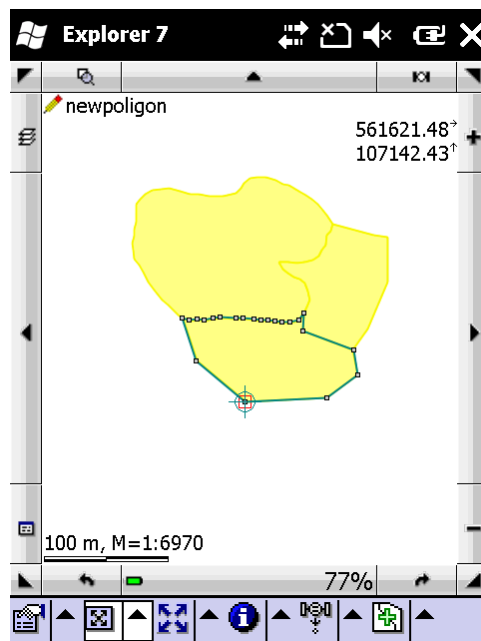 Explorer 7
newpoligon
561621.48
107142.43
100 m, M=1:6970
77%